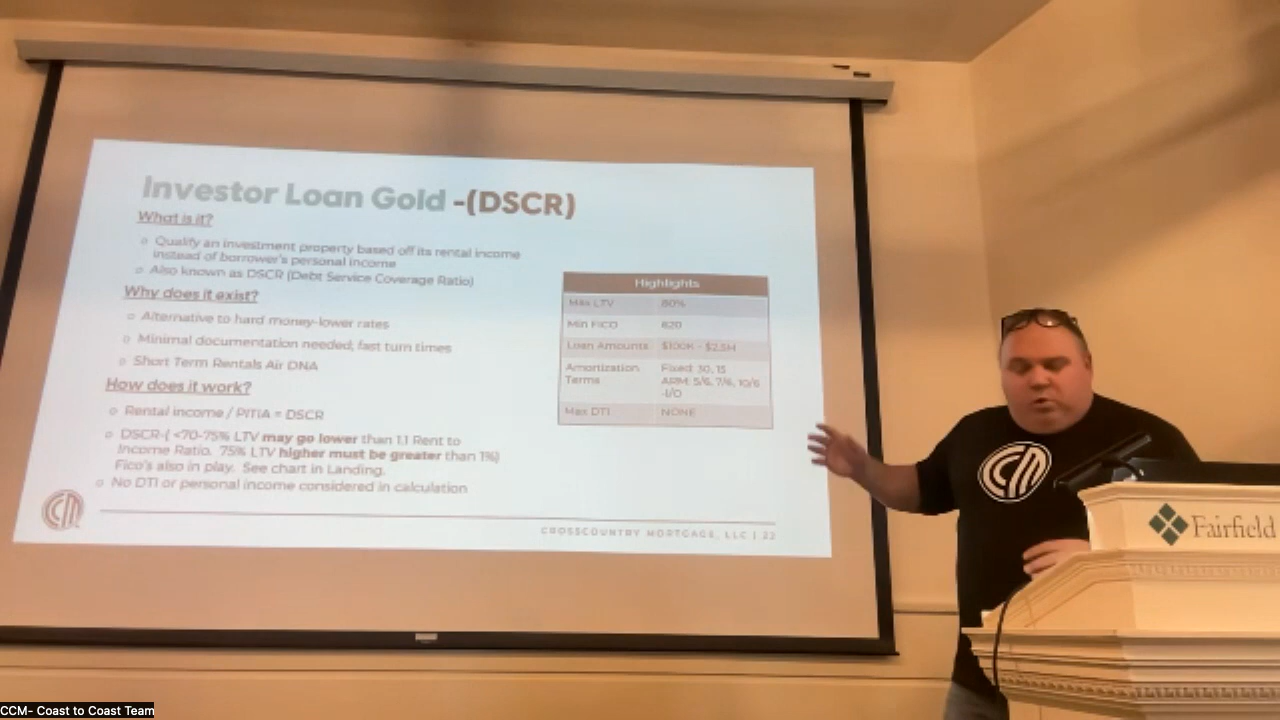 Investor Loan Gold -(DSCR)
What is it?
Qualify an investment property based off its rental income
instead of borrower's personal income
Also known as DSCR (Debt Service Coverage Ratio)
Why does it exist?
Alternative to hard money-lower rates
Minimal documentation needed, fast turn times
Short Term Rentals Air DNA
How does it work?
Rental income / PITIA = DSCR
DSCR-( <70-75% LTV may go lower than 1.1 Rent to
Income Ratio. 75% LTV higher must be greater than 1%)
Fico's also in play. See chart in Landing.
No DTI or personal income considered in calculation
Highlights
Max LTV 80%
Min FICO 620
Loan Amounts $100K - $2.5M
Amortization Terms Fixed: 30, 15
ARM: 5/6, 7/6, 10/6
-I/O
Max DTI NONE
CROSSCOUNTRY MORTGAGE, LLC | 22
Fairfield
CCM- Coast to Coast Team